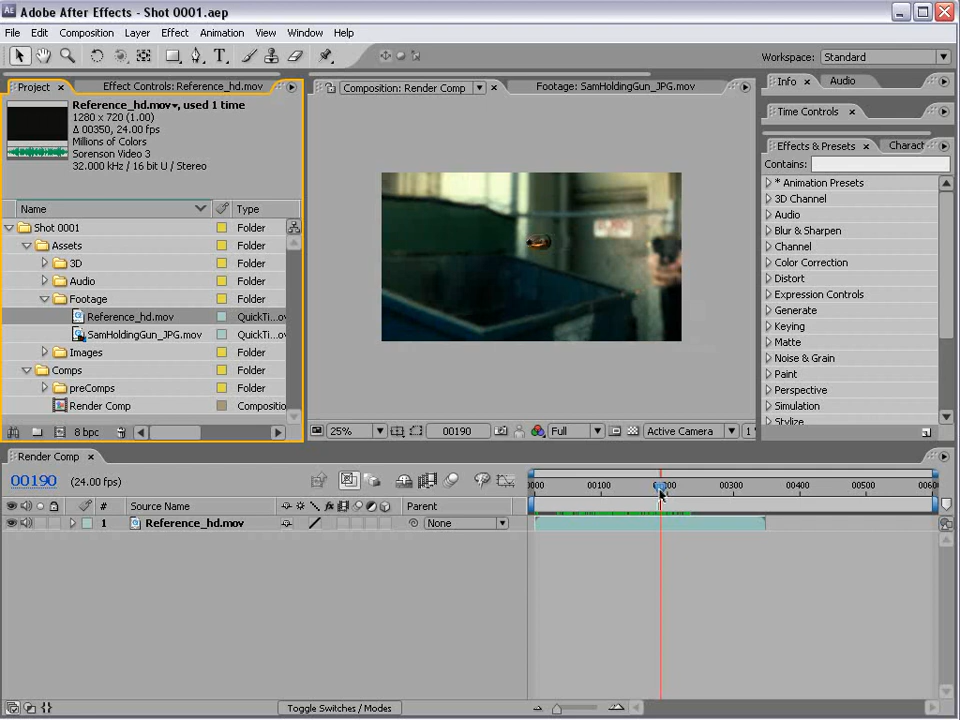 Adobe After Effects - Shot 0001.aep
File Edit Composition Layer Effect Animation View Window Help
Workspace: Standard
Project
Effect Controls: Reference_hd.mov
Reference_hd.mov, used 1 time
1280 x 720 (1.00)
Δ 00350, 24.00 fps
Millions of Colors
Sorenson Video 3
32.000 kHz / 16 bit U / Stereo
Name Type
Shot 0001 Folder
Assets Folder
3D Folder
Audio Folder
Footage Folder
Reference_hd.mov QuickTi...ov
SamHoldingGun_JPG.mov QuickTi...ov
Images Folder
Comps Folder
preComps Folder
Render Comp Compositio
8 bpc
Composition: Render Comp
Footage: SamHoldingGun_JPG.mov
25% 00190 Full Active Camera 1
Info Audio
Time Controls
Effects & Presets Charact
Contains:
* Animation Presets
3D Channel
Audio
Blur & Sharpen
Channel
Color Correction
Distort
Expression Controls
Generate
Keying
Matte
Noise & Grain
Paint
Perspective
Simulation
Stylize
Render Comp
00190 (24.00 fps)
0000 00100 00300 00400 00500 0060
# Source Name Parent
1 Reference_hd.mov None
Toggle Switches / Modes